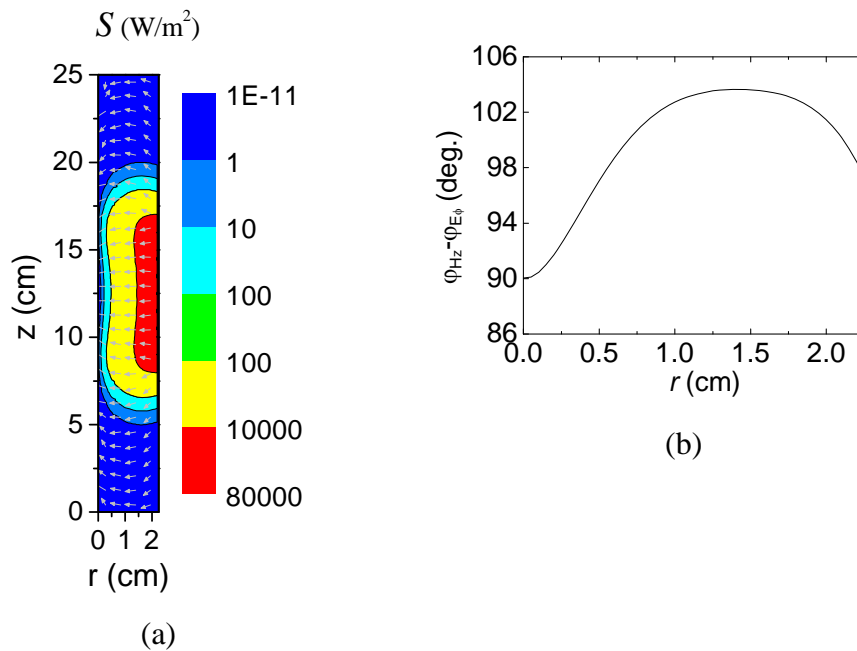 S (W/m²)
25
20
15
10
5
0
z (cm)
0 1 2
r (cm)
1E-11
1
10
100
100
10000
80000
(a)
106
102
98
94
90
86
φHz-φEϕ (deg.)
0.0 0.5 1.0 1.5 2.0
r (cm)
(b)